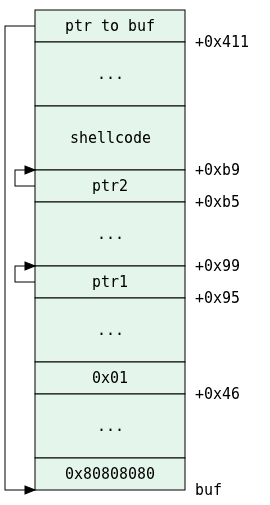 ptr to buf
+0x411
...
shellcode
+0xb9
ptr2
+0xb5
...
+0x99
ptr1
+0x95
...
0x01
+0x46
...
0x80808080
buf